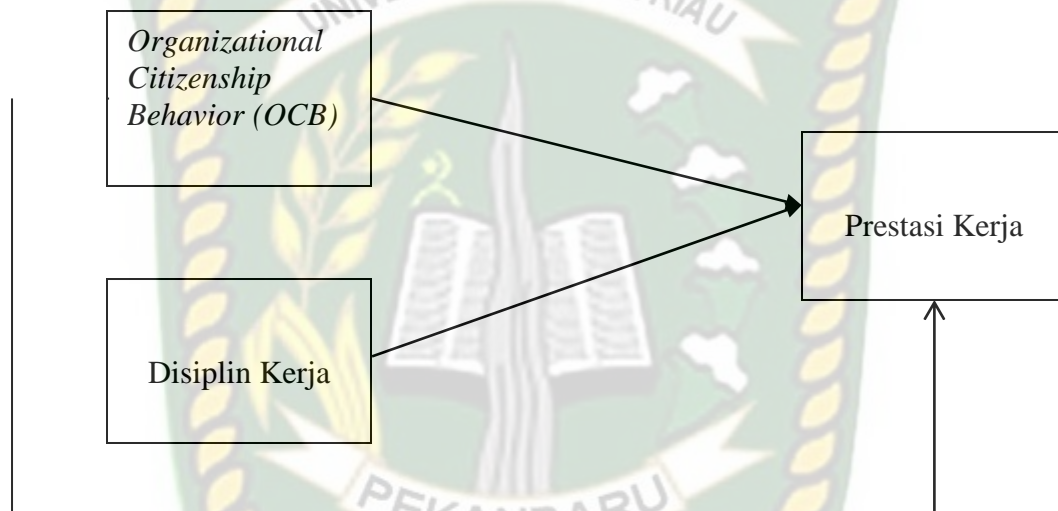 Organizational
Citizenship
Behavior (OCB)
Prestasi Kerja
Disiplin Kerja
PEKANBARU